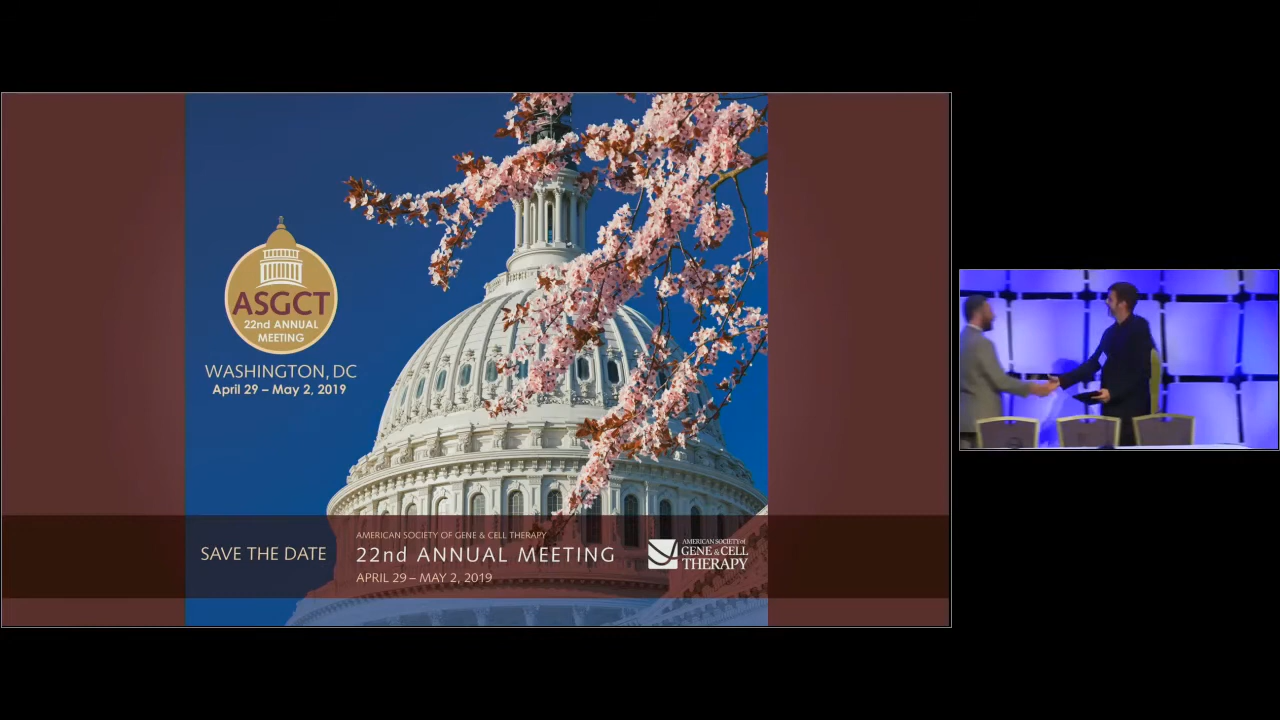 ASGCT
22nd ANNUAL
MEETING
WASHINGTON, DC
April 29 – May 2, 2019
SAVE THE DATE
AMERICAN SOCIETY OF GENE & CELL THERAPY
22nd ANNUAL MEETING
APRIL 29 – MAY 2, 2019
AMERICAN SOCIETY of
GENE & CELL
THERAPY